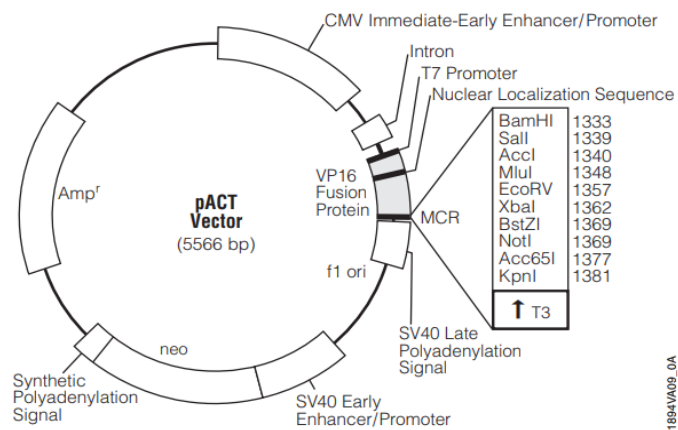 CMV Immediate-Early Enhancer/Promoter
Intron
T7 Promoter
Nuclear Localization Sequence
BamHI 1333
SalI 1339
AccI 1340
MluI 1348
EcoRV 1357
XbaI 1362
BstZI 1369
NotI 1369
Acc65I 1377
KpnI 1381
↑ T3
VP16
Fusion
Protein
MCR
Ampr
pACT
Vector
(5566 bp)
f1 ori
SV40 Late
Polyadenylation
Signal
neo
Synthetic
Polyadenylation
Signal
SV40 Early
Enhancer/Promoter
1894VA09_0A